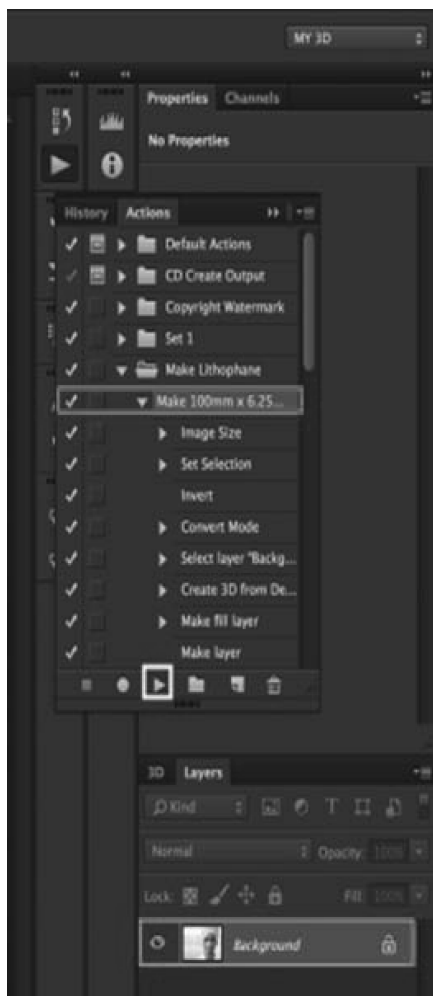 MY 3D
Properties Channels
No Properties
History Actions
Default Actions
CD Create Output
Copyright Watermark
Set 1
Make Lithophane
Make 100mm x 6.25...
Image Size
Set Selection
Invert
Convert Mode
Select layer "Backg...
Create 3D from De...
Make fill layer
Make layer
3D Layers
Kind T
Normal Opacity: 100%
Lock: Fill: 100%
Background